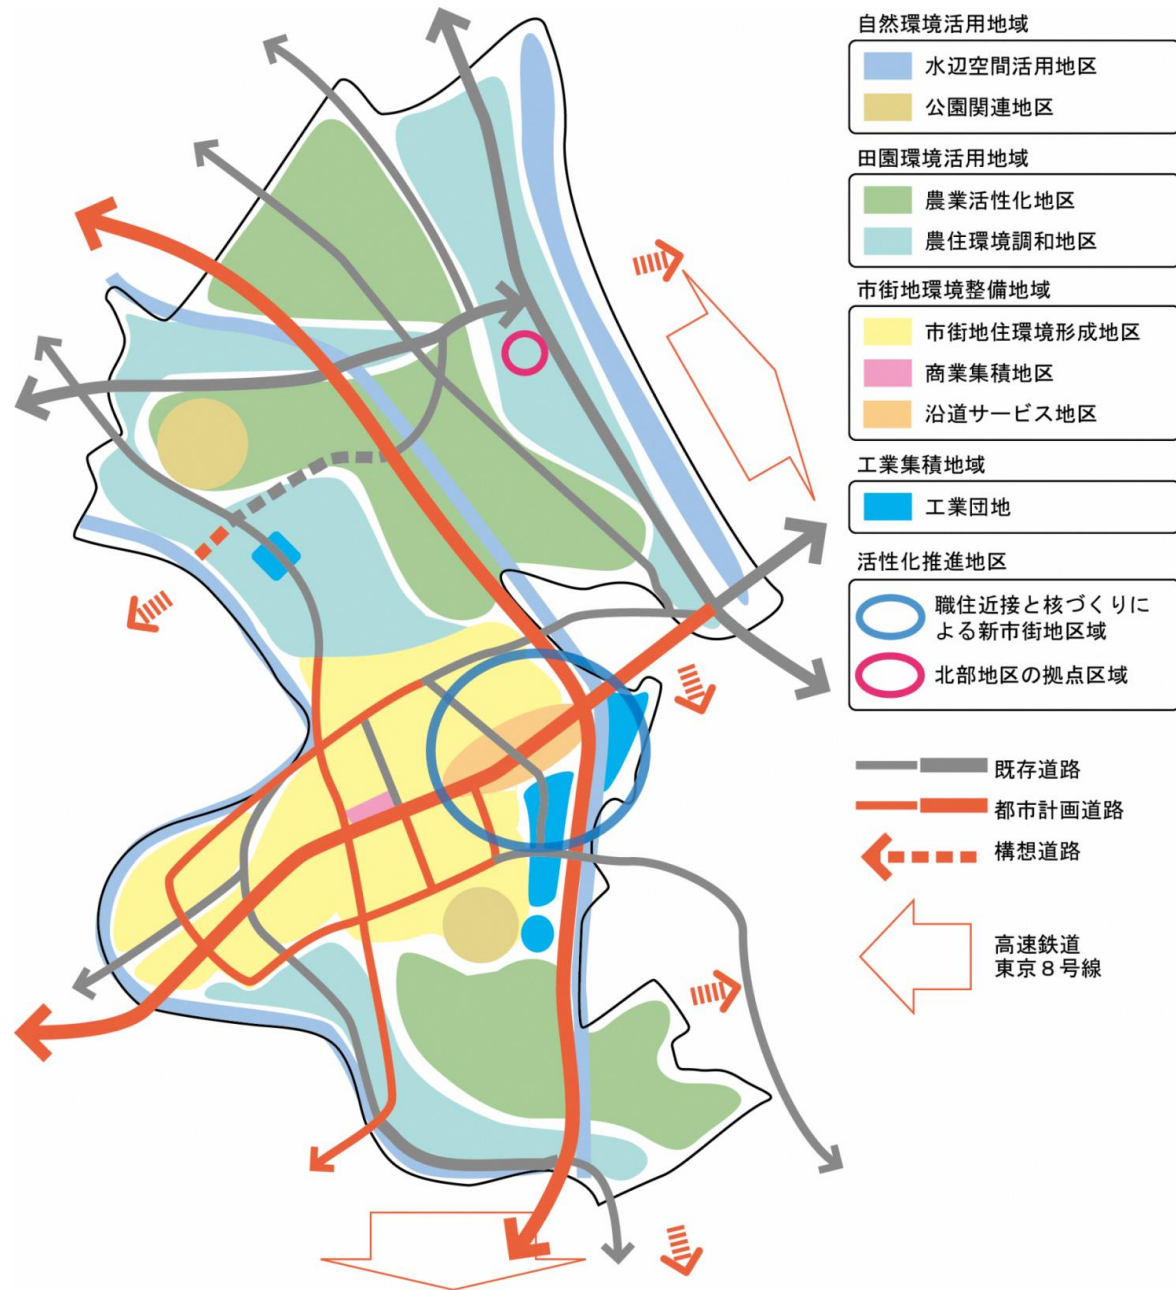 自然環境活用地域
水辺空間活用地区
公園関連地区
田園環境活用地域
農業活性化地区
農住環境調和地区
市街地環境整備地域
市街地住環境形成地区
商業集積地区
沿道サービス地区
工業集積地域
工業団地
活性化推進地区
職住近接と核づくりに
よる新市街地区域
北部地区の拠点区域
既存道路
都市計画道路
構想道路
高速鉄道
東京8号線